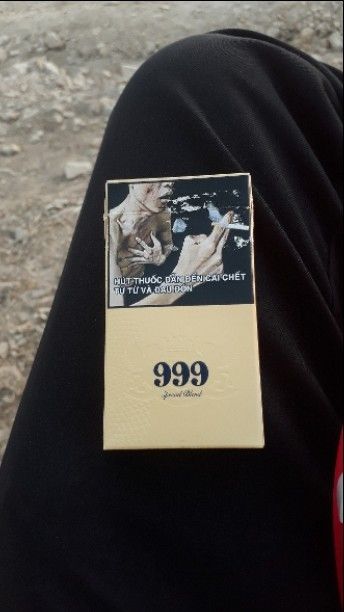 HÚT THUỐC DẪN ĐẾN CÁI CHẾT
TỪ TỪ VÀ ĐAU ĐỚN
999
Special Blend